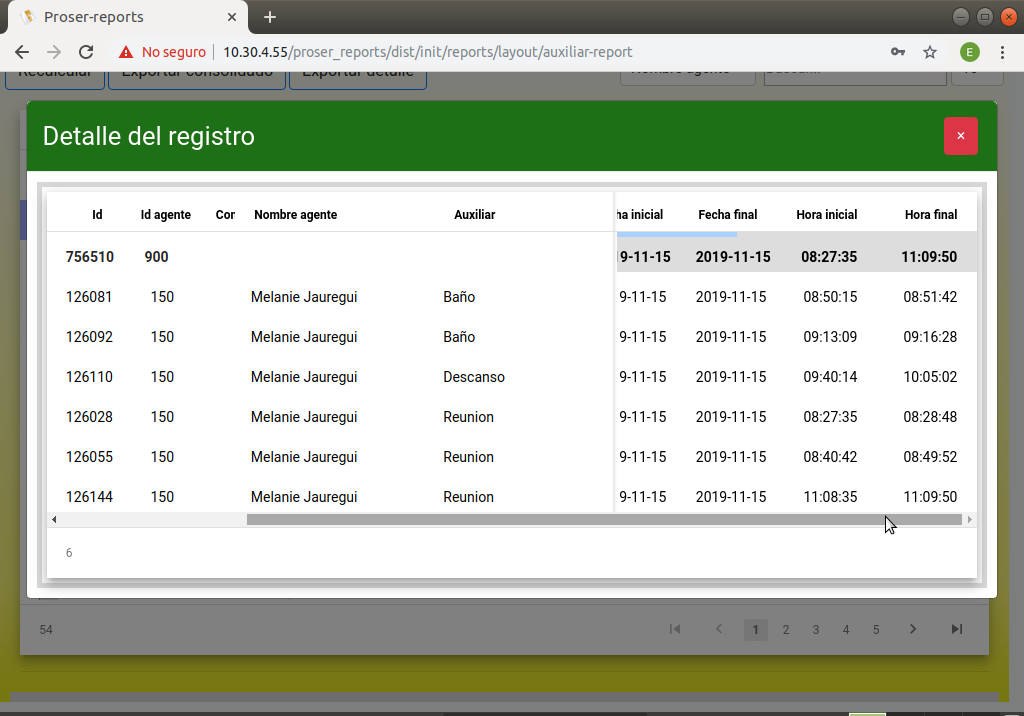 Proser-reports
No seguro | 10.30.4.55/proser_reports/dist/init/reports/layout/auxiliar-report
E
Recalcular Exportar consolidado Exportar detalle
Detalle del registro
×
Id Id agente Cor Nombre agente Auxiliar ha inicial Fecha final Hora inicial Hora final
756510 900 9-11-15 2019-11-15 08:27:35 11:09:50
126081 150 Melanie Jauregui Baño 9-11-15 2019-11-15 08:50:15 08:51:42
126092 150 Melanie Jauregui Baño 9-11-15 2019-11-15 09:13:09 09:16:28
126110 150 Melanie Jauregui Descanso 9-11-15 2019-11-15 09:40:14 10:05:02
126028 150 Melanie Jauregui Reunion 9-11-15 2019-11-15 08:27:35 08:28:48
126055 150 Melanie Jauregui Reunion 9-11-15 2019-11-15 08:40:42 08:49:52
126144 150 Melanie Jauregui Reunion 9-11-15 2019-11-15 11:08:35 11:09:50
6
54 1 2 3 4 5